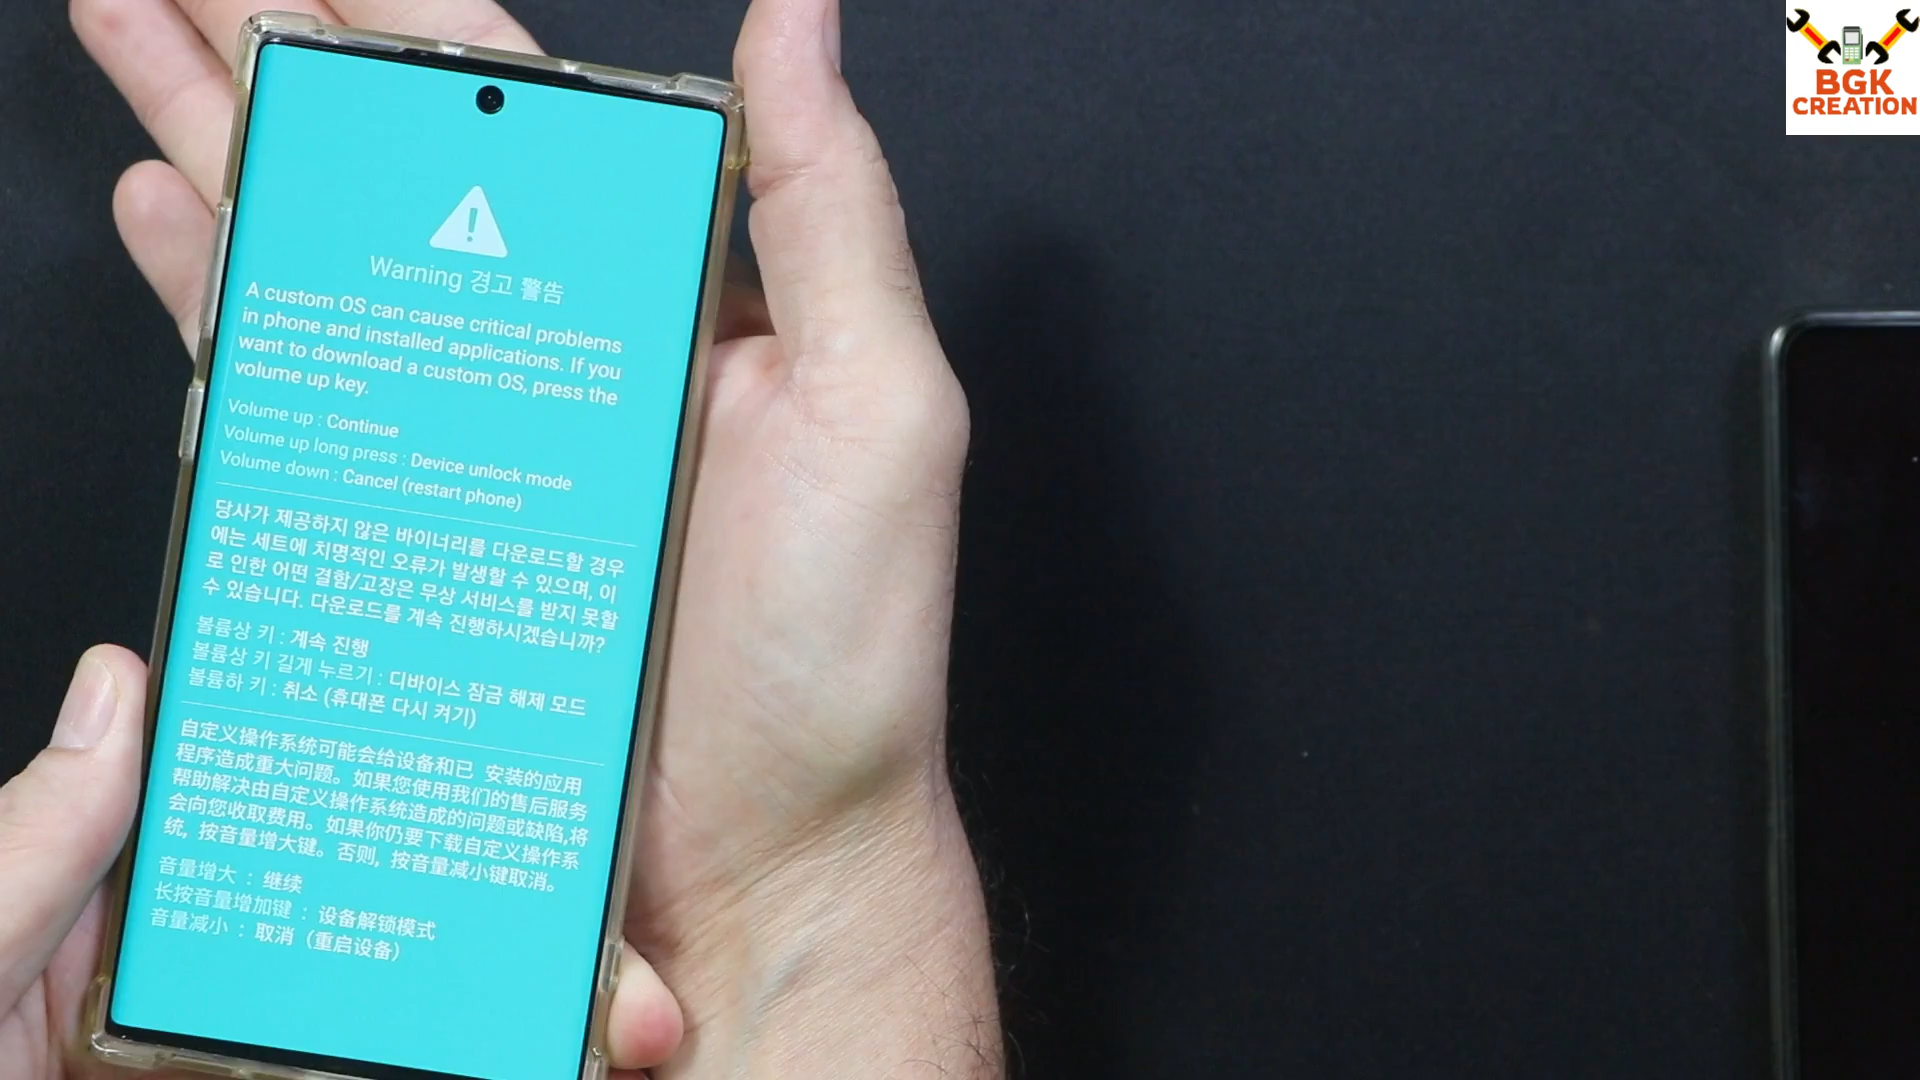 BGK
CREATION
Warning 경고 警告
A custom OS can cause critical problems
in phone and installed applications. If you
want to download a custom OS, press the
volume up key.
Volume up : Continue
Volume up long press : Device unlock mode
Volume down : Cancel (restart phone)
당사가 제공하지 않은 바이너리를 다운로드할 경우
에는 세트에 치명적인 오류가 발생할 수 있으며, 이
로 인한 어떤 결함/고장은 무상 서비스를 받지 못할
수 있습니다. 다운로드를 계속 진행하시겠습니까?
볼륨상 키 : 계속 진행
볼륨상 키 길게 누르기 : 디바이스 잠금 해제 모드
볼륨하 키 : 취소 (휴대폰 다시 켜기)
自定义操作系统可能会给设备和已 安装的应用
程序造成重大问题。如果您使用我们的售后服务
帮助解决由自定义操作系统造成的问题或缺陷,将
会向您收取费用。如果你仍要下载自定义操作系
统, 按音量增大键。否则, 按音量减小键取消。
音量增大 : 继续
长按音量增加键 : 设备解锁模式
音量减小 : 取消（重启设备）